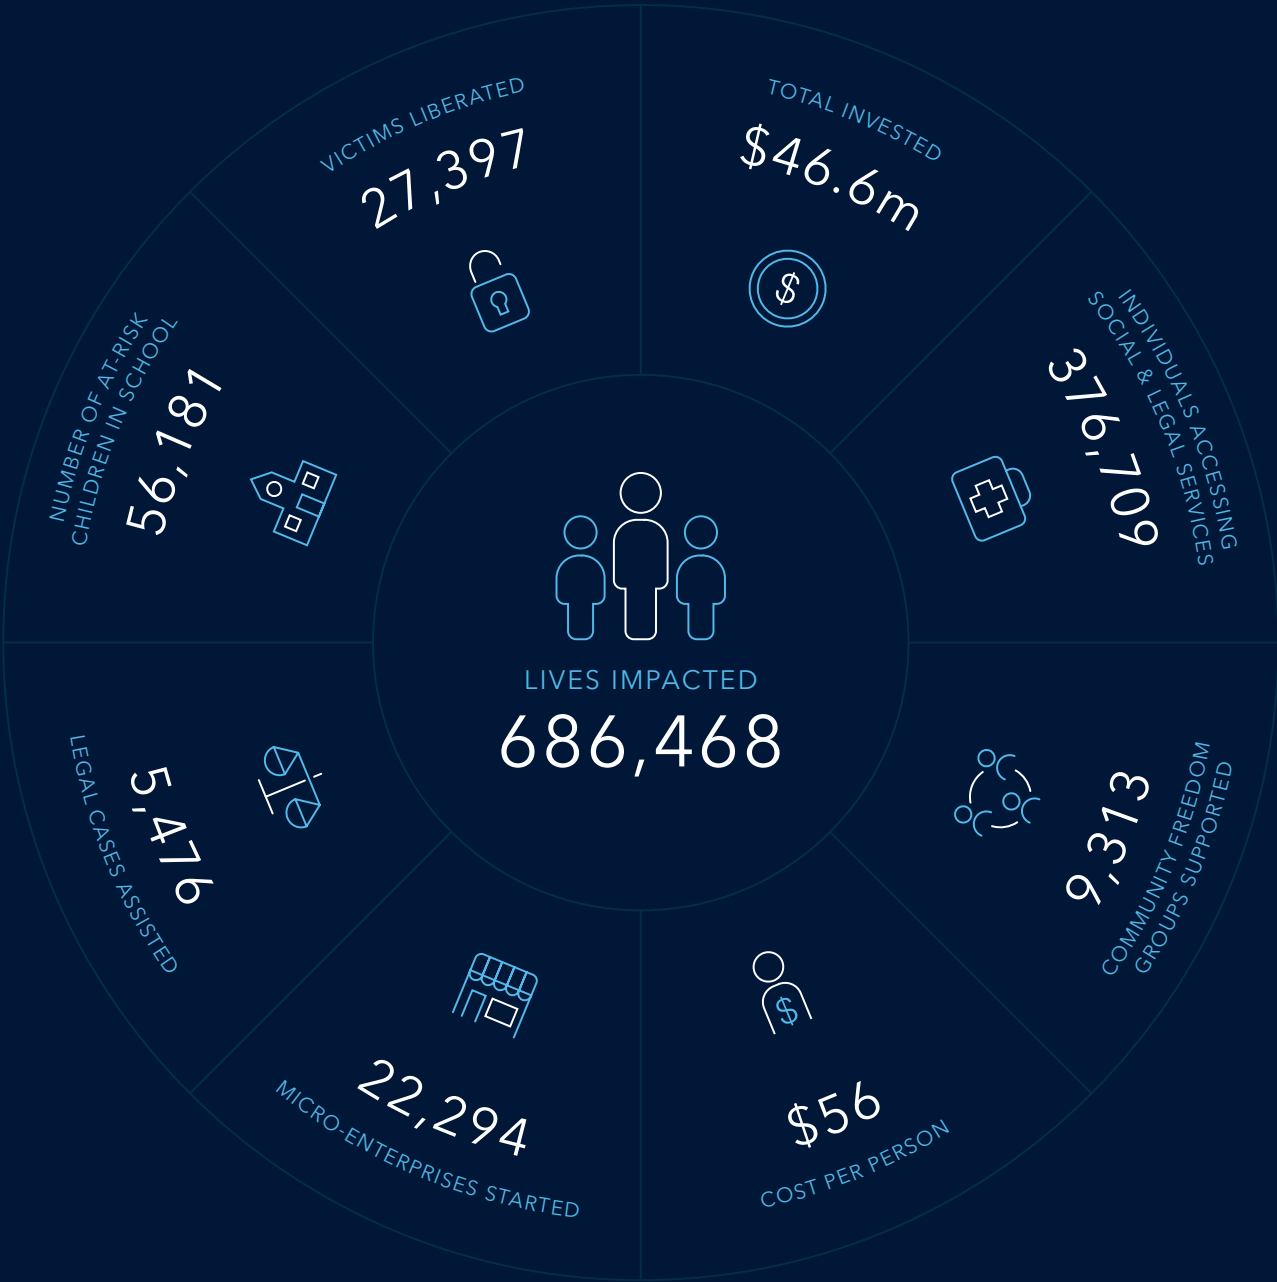 TOTAL INVESTED
$46.6m
$
INDIVIDUALS ACCESSING
SOCIAL & LEGAL SERVICES
376,709
COMMUNITY FREEDOM
GROUPS SUPPORTED
9,313
$
$56
COST PER PERSON
22,294
MICRO-ENTERPRISES STARTED
5,476
LEGAL CASES ASSISTED
NUMBER OF AT-RISK
CHILDREN IN SCHOOL
56,181
VICTIMS LIBERATED
27,397
LIVES IMPACTED
686,468